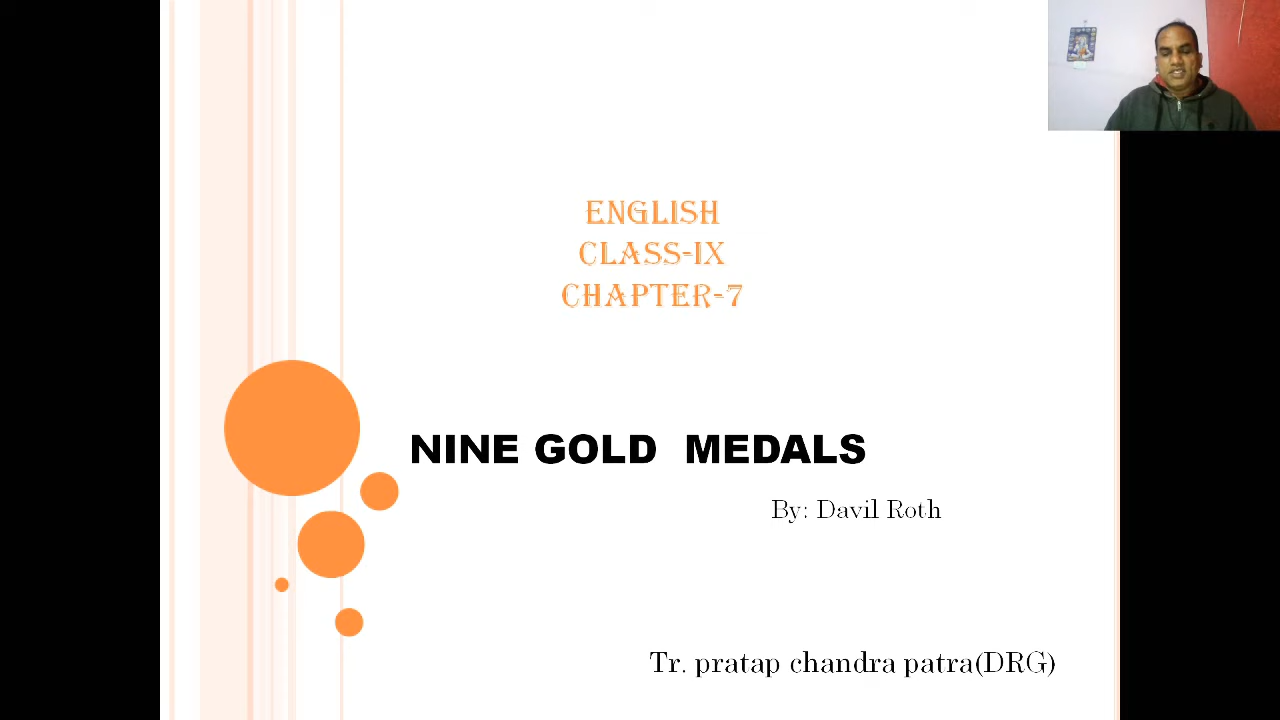 ENGLISH
CLASS-IX
CHAPTER-7
NINE GOLD MEDALS
By: Davil Roth
Tr. pratap chandra patra(DRG)